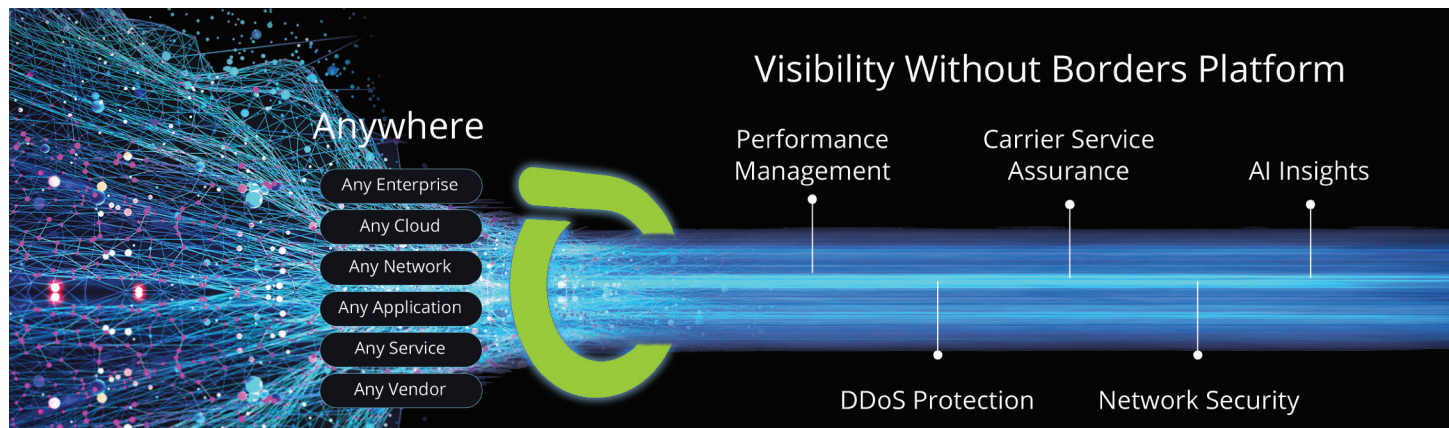 Visibility Without Borders Platform
Anywhere
Any Enterprise
Any Cloud
Any Network
Any Application
Any Service
Any Vendor
Performance
Management
Carrier Service
Assurance
AI Insights
DDoS Protection
Network Security